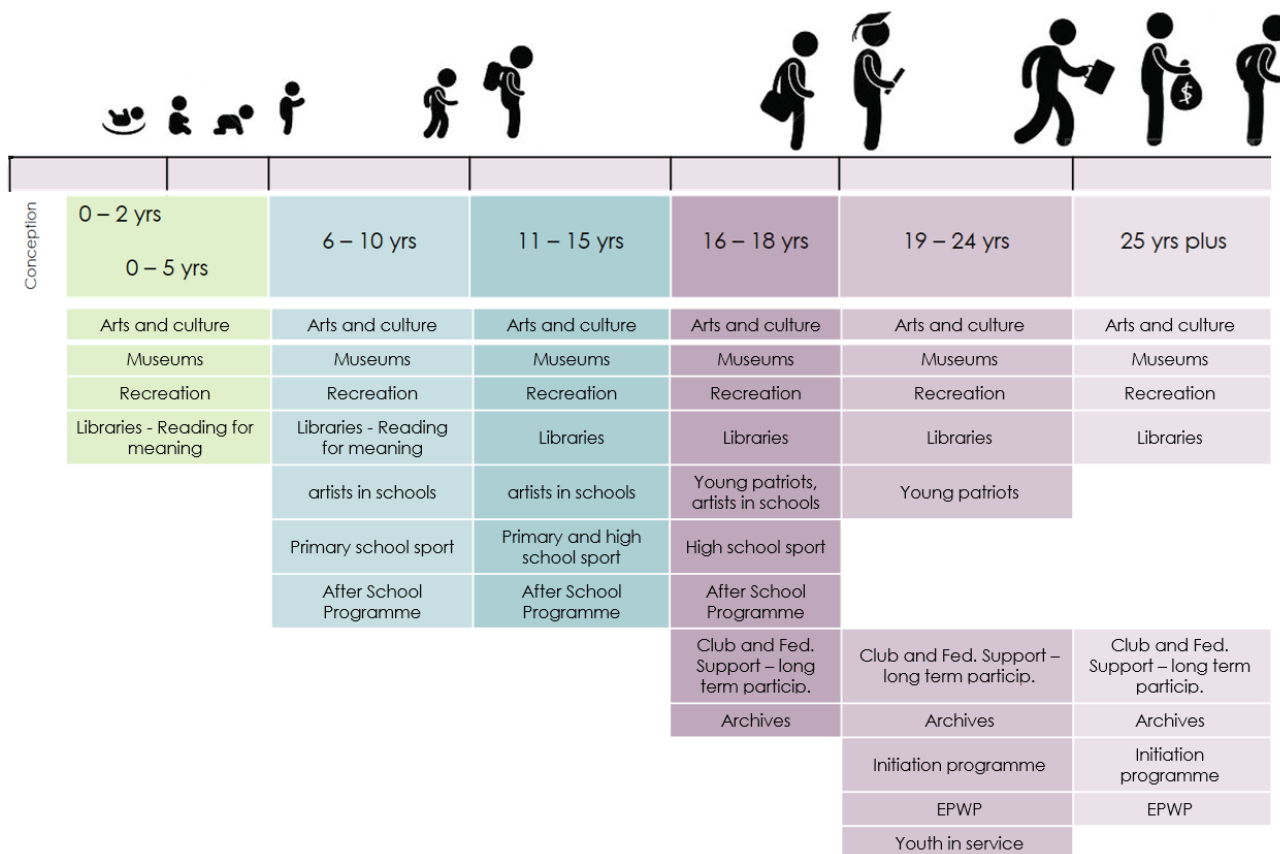 $
Conception
0 – 2 yrs
0 – 5 yrs
6 – 10 yrs
11 – 15 yrs
16 – 18 yrs
19 – 24 yrs
25 yrs plus
Arts and culture
Arts and culture
Arts and culture
Arts and culture
Arts and culture
Arts and culture
Museums
Museums
Museums
Museums
Museums
Museums
Recreation
Recreation
Recreation
Recreation
Recreation
Recreation
Libraries - Reading for
meaning
Libraries - Reading
for meaning
Libraries
Libraries
Libraries
Libraries
artists in schools
artists in schools
Young patriots,
artists in schools
Young patriots
Primary school sport
Primary and high
school sport
High school sport
After School
Programme
After School
Programme
After School
Programme
Club and Fed.
Support – long
term particip.
Club and Fed. Support –
long term particip.
Club and Fed.
Support – long term
particip.
Archives
Archives
Archives
Initiation programme
Initiation
programme
EPWP
EPWP
Youth in service